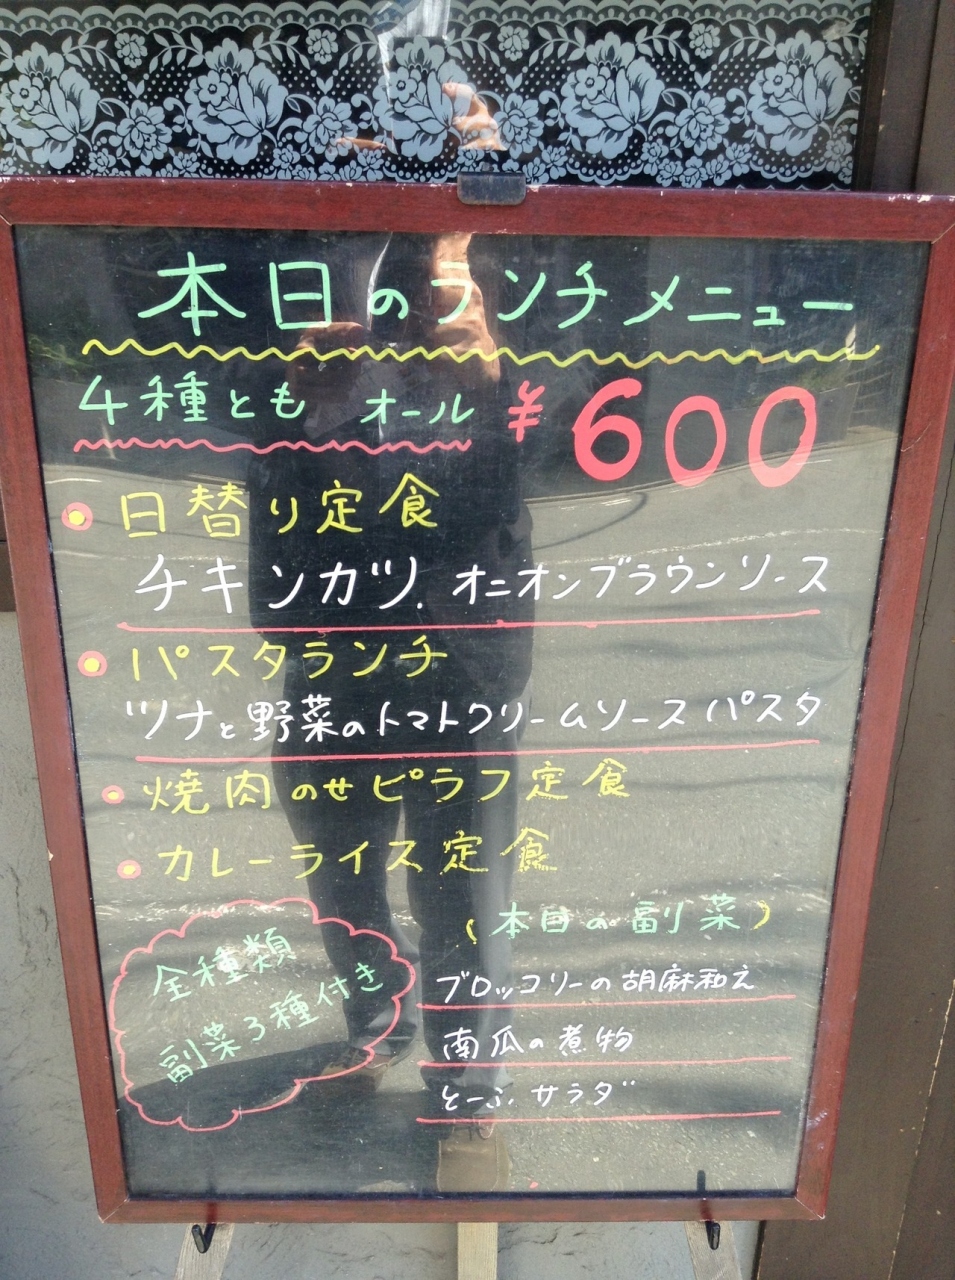 本日のランチメニュー
4種とも オール ¥600
日替り定食
チキンカツ. オニオンブラウンソース
パスタランチ
ツナと野菜のトマトクリームソースパスタ
焼肉のせピラフ定食
カレーライス定食
全種類
副菜3種付き
(本日の副菜)
ブロッコリーの胡麻和え
南瓜の煮物
とーふサラダ